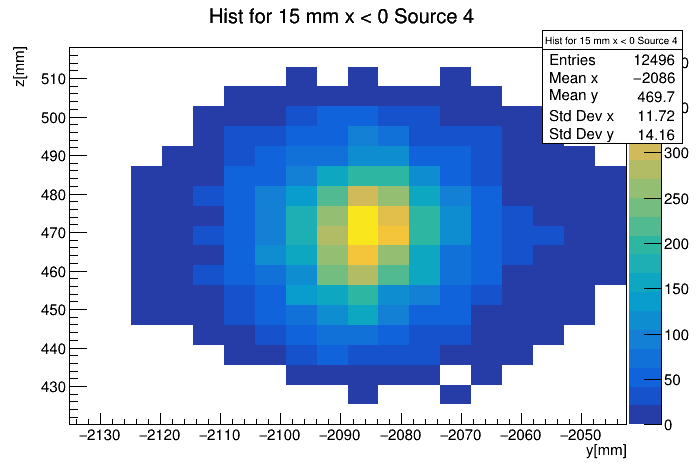 Hist for 15 mm x < 0 Source 4
Hist for 15 mm x < 0 Source 4
Entries 12496
Mean x −2086
Mean y 469.7
Std Dev x 11.72
Std Dev y 14.16
z[mm]
510
500
490
480
470
460
450
440
430
−2130 −2120 −2110 −2100 −2090 −2080 −2070 −2060 −2050
y[mm]
300
250
200
150
100
50
0